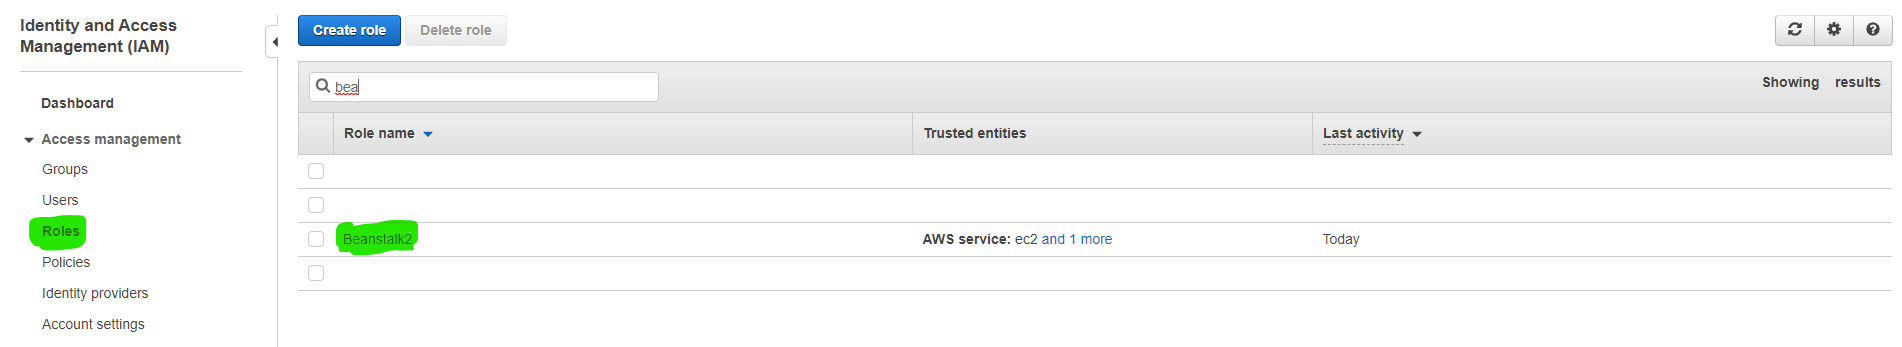 Identity and Access
Management (IAM)
Dashboard
Access management
Groups
Users
Roles
Policies
Identity providers
Account settings
Create role Delete role
bea
Showing results
Role name Trusted entities Last activity
Beanstalk2 AWS service: ec2 and 1 more Today